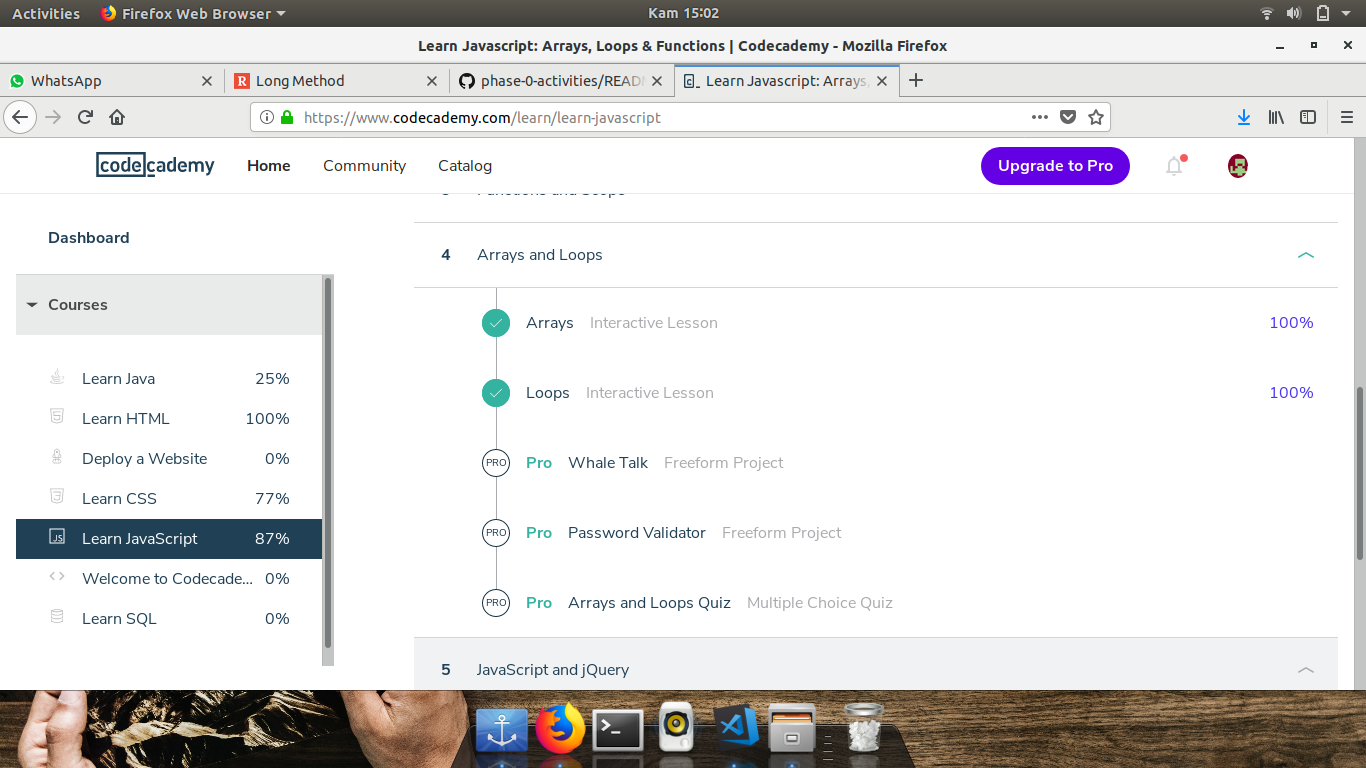 Activities Firefox Web Browser Kam 15:02
Learn Javascript: Arrays, Loops & Functions | Codecademy - Mozilla Firefox
WhatsApp Long Method phase-0-activities/READ Learn Javascript: Arrays,
https://www.codecademy.com/learn/learn-javascript
codecademy Home Community Catalog Upgrade to Pro
Functions and Scope
Dashboard
4 Arrays and Loops
Courses
Arrays Interactive Lesson 100%
Learn Java 25%
Loops Interactive Lesson 100%
Learn HTML 100%
Deploy a Website 0%
PRO Pro Whale Talk Freeform Project
Learn CSS 77%
PRO Pro Password Validator Freeform Project
JS Learn JavaScript 87%
Welcome to Codecade... 0%
PRO Pro Arrays and Loops Quiz Multiple Choice Quiz
Learn SQL 0%
5 JavaScript and jQuery